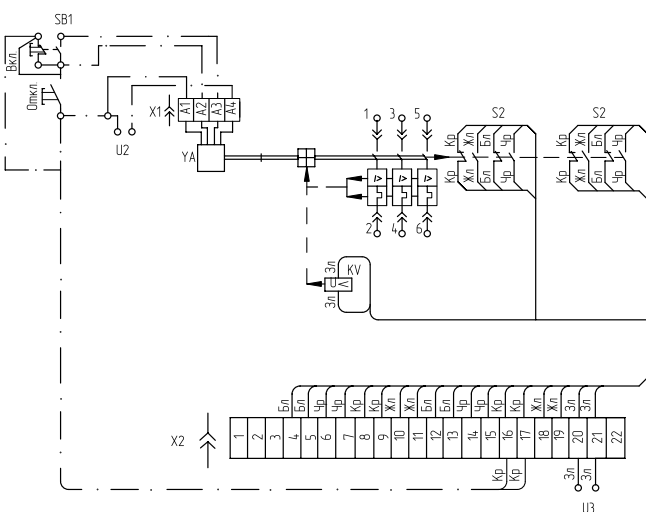 SB1
Вкл.
Откл.
U2
X1
A1 A2 A3 A4
YA
1 3 5
2 4 6
S2 S2
Кр Жл Бл Чр Кр Жл Бл Чр
Кр Жл Бл Чр Кр Жл Бл Чр
Зл KV
Зл
Бл Бл Чр Чр Кр Кр Жл Жл Бл Бл Чр Чр Кр Кр Жл Жл Зл Зл
X2
1 2 3 4 5 6 7 8 9 10 11 12 13 14 15 16 17 18 19 20 21 22
Кр Кр Зл Зл
U3